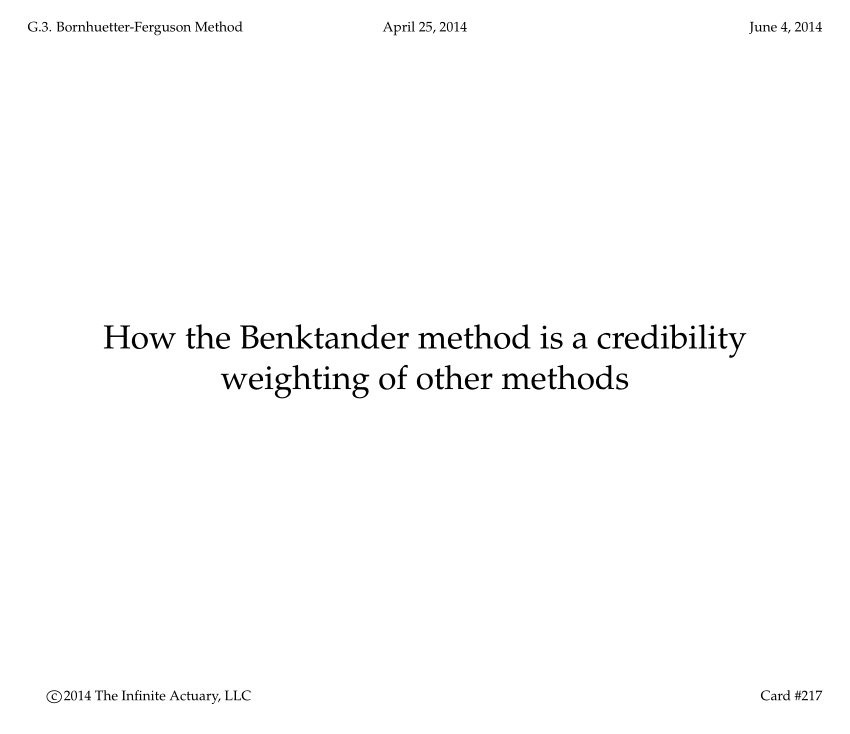 G.3. Bornhuetter-Ferguson Method April 25, 2014 June 4, 2014
How the Benktander method is a credibility
weighting of other methods
©2014 The Infinite Actuary, LLC Card #217